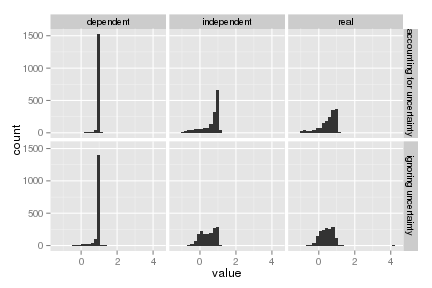 dependent independent real
accounting for uncertainty
1500
1000
500
0
ignoring uncertainty
1500
1000
500
0
count
0 2 4 0 2 4 0 2 4
value